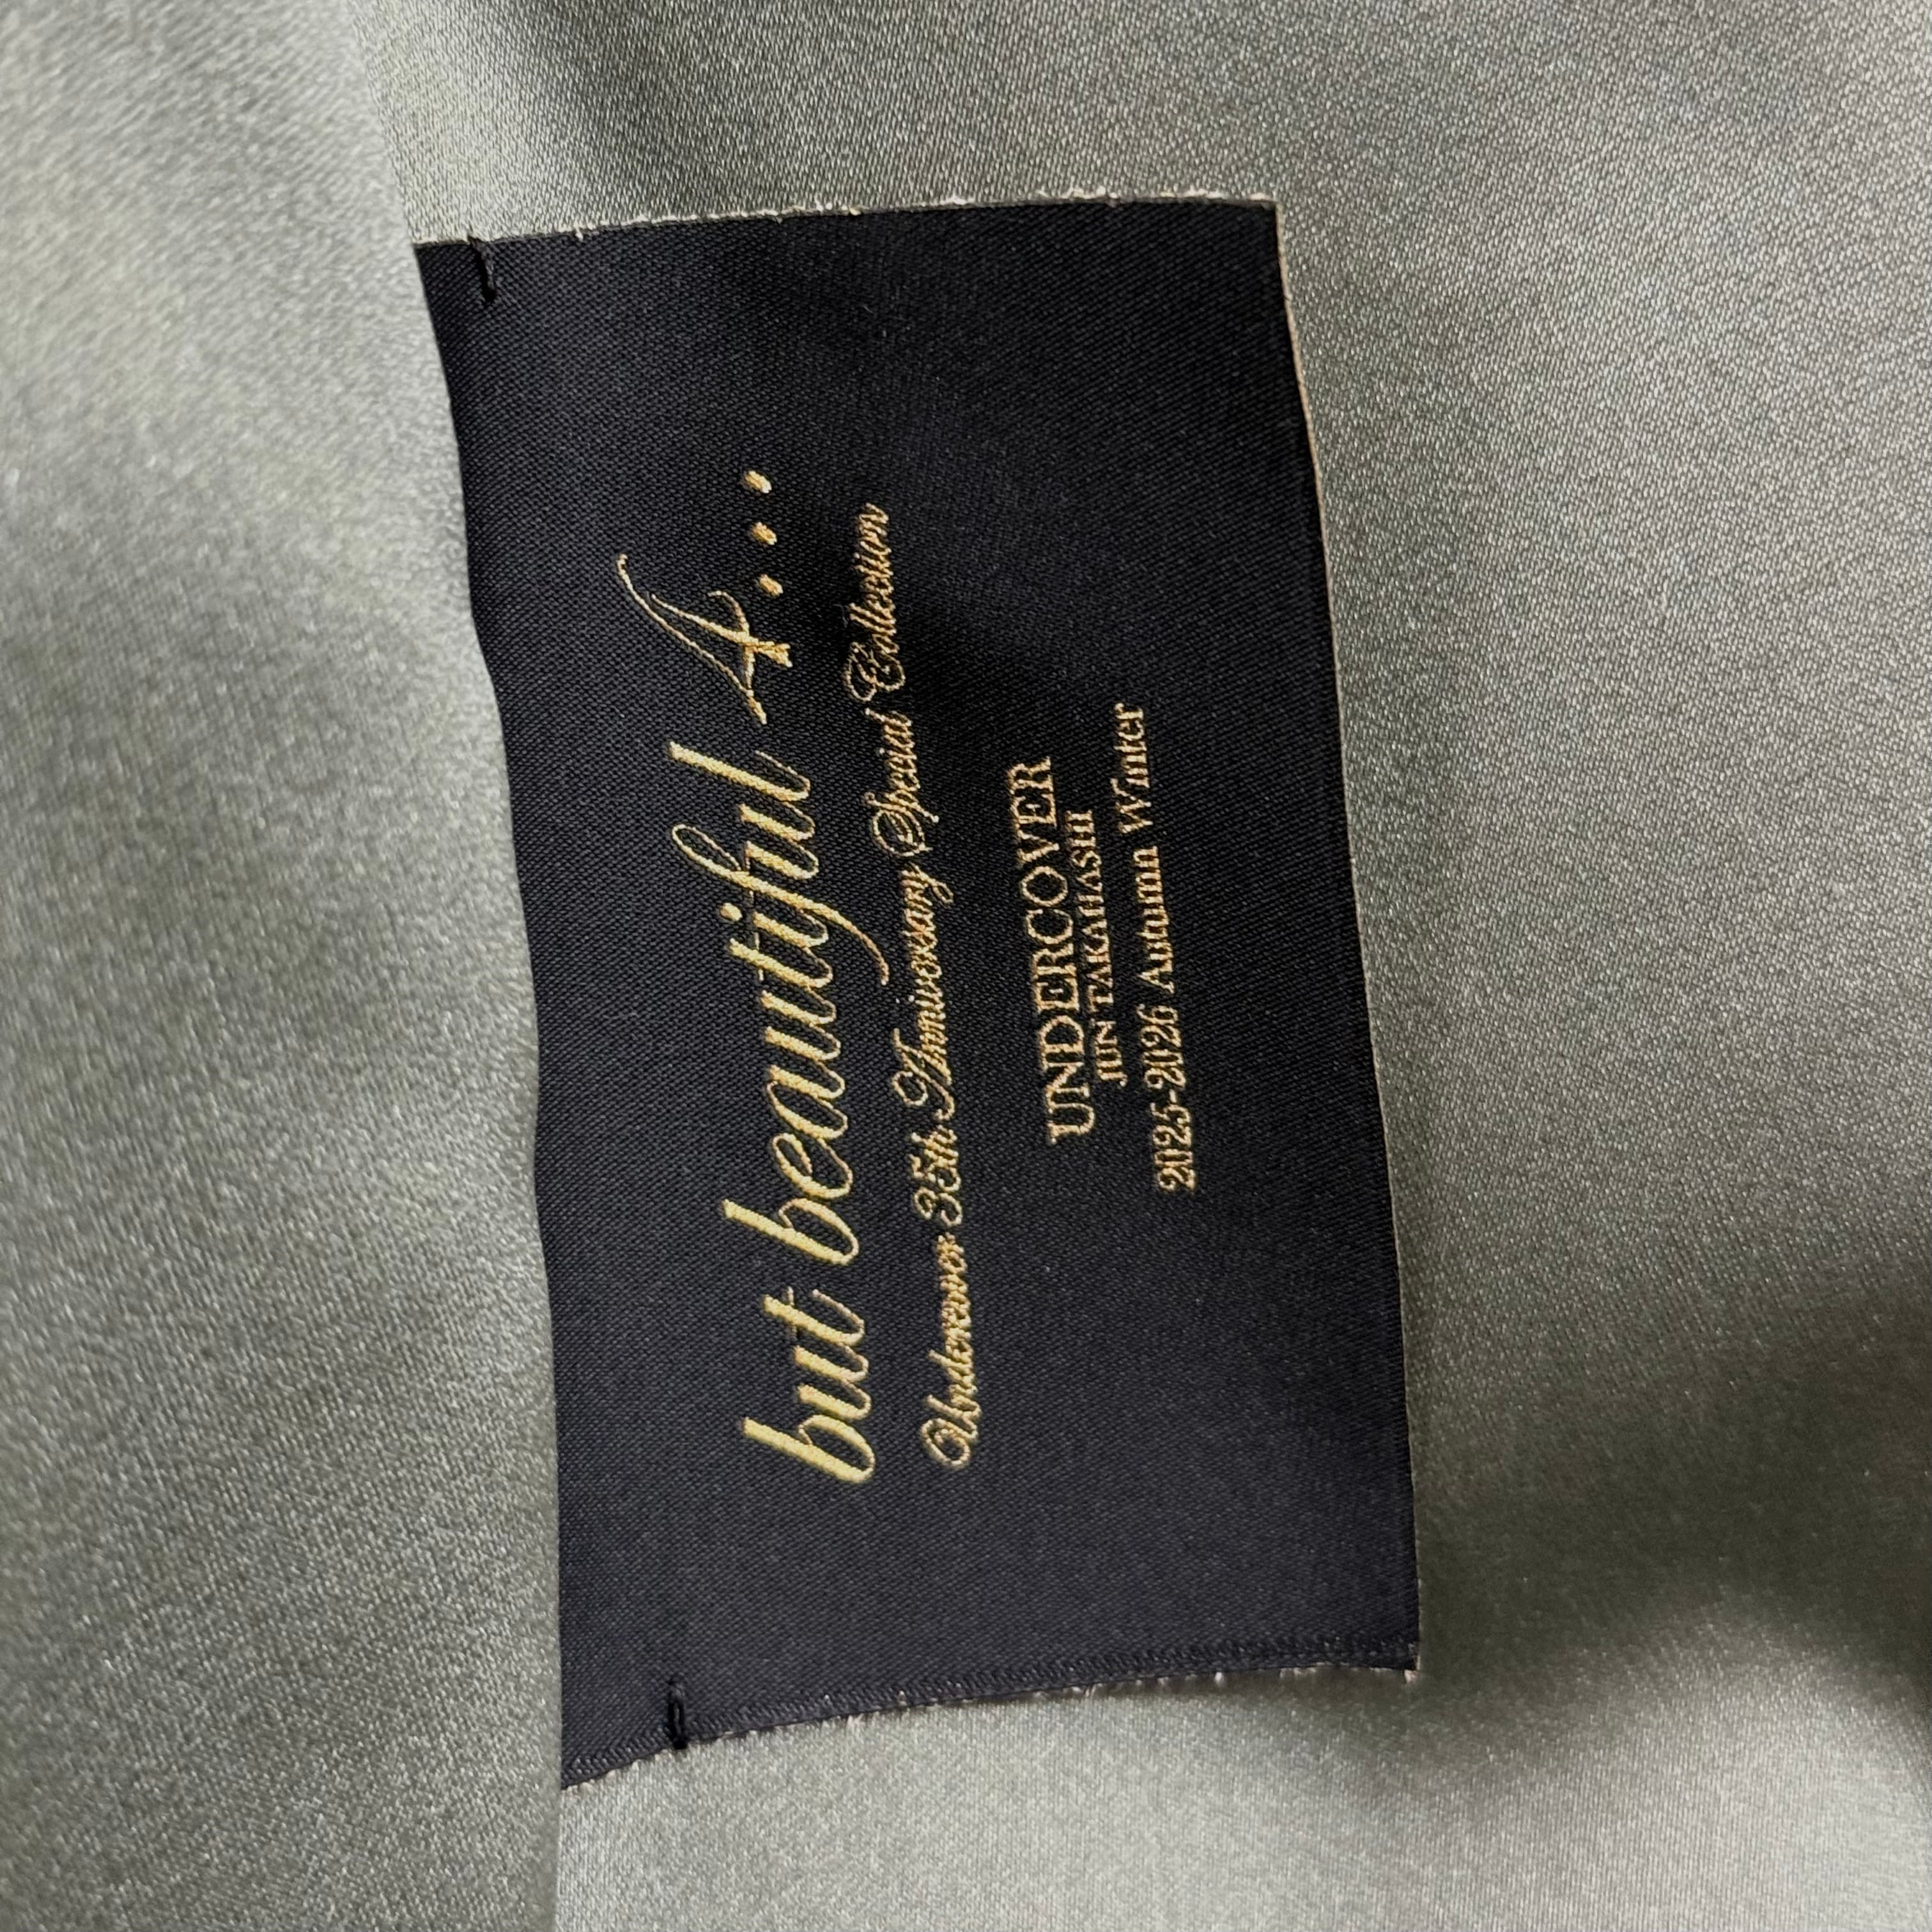 but beautiful 4...
Undercover 35th Anniversary Special Collection
UNDERCOVER
JUN TAKAHASHI
2025-2026 Autumn Winter